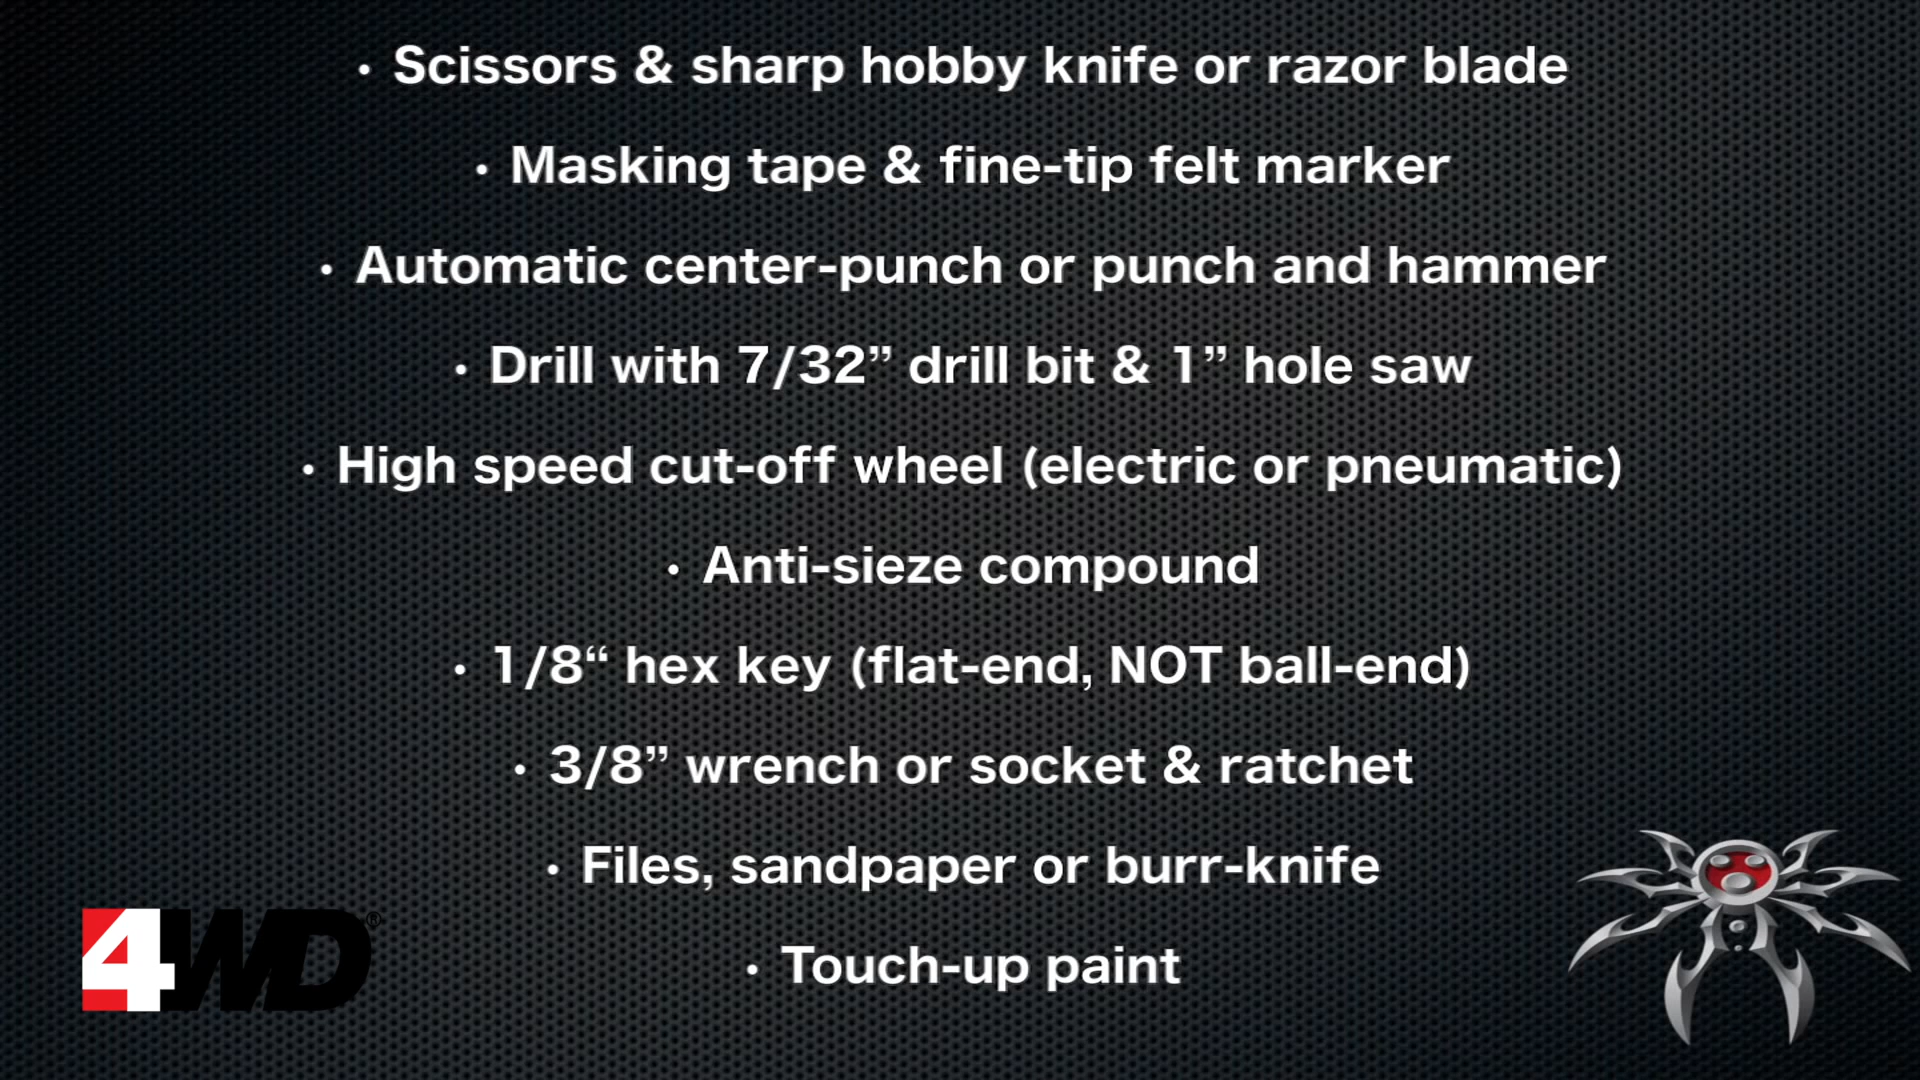 • Scissors & sharp hobby knife or razor blade
• Masking tape & fine-tip felt marker
• Automatic center-punch or punch and hammer
• Drill with 7/32” drill bit & 1” hole saw
• High speed cut-off wheel (electric or pneumatic)
• Anti-sieze compound
• 1/8“ hex key (flat-end, NOT ball-end)
• 3/8” wrench or socket & ratchet
• Files, sandpaper or burr-knife
• Touch-up paint
4WD®